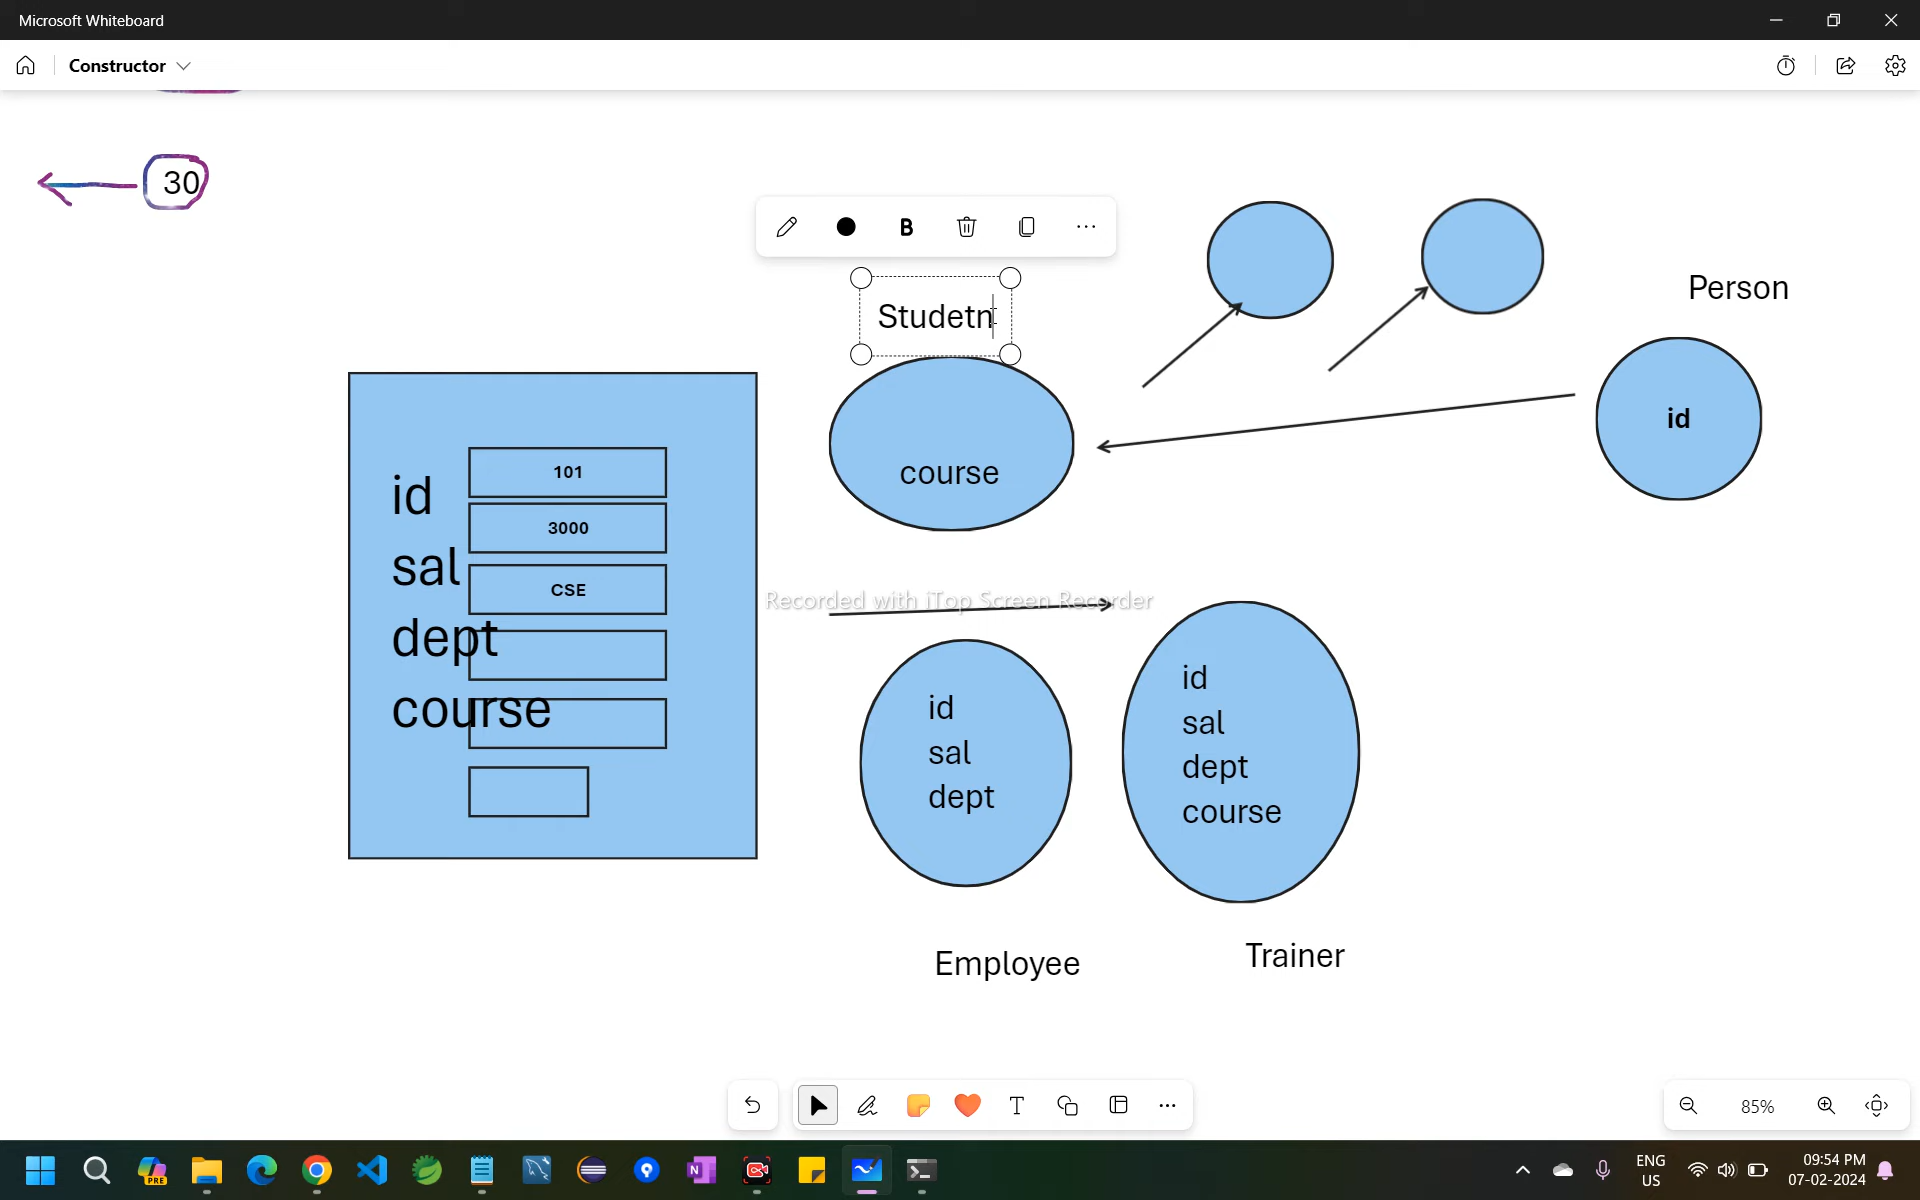 Microsoft Whiteboard
Constructor
30
B
Studetn
Person
course
id
id
sal
dept
course
101
3000
CSE
Recorded with iTop Screen Recorder
id
sal
dept
id
sal
dept
course
Employee
Trainer
T
85%
PRE
N
ENG
US
09:54 PM
07-02-2024